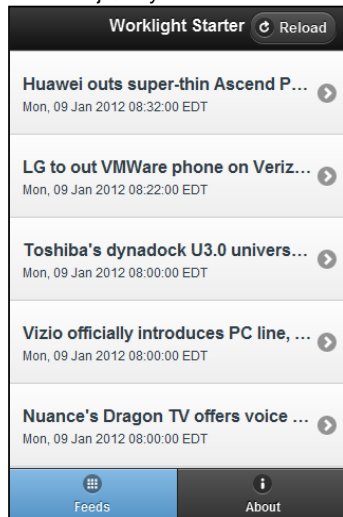 Worklight Starter Reload
Huawei outs super-thin Ascend P...
Mon, 09 Jan 2012 08:32:00 EDT
LG to out VMWare phone on Veriz...
Mon, 09 Jan 2012 08:22:00 EDT
Toshiba's dynadock U3.0 univers...
Mon, 09 Jan 2012 08:00:00 EDT
Vizio officially introduces PC line, ...
Mon, 09 Jan 2012 08:00:00 EDT
Nuance's Dragon TV offers voice ...
Mon, 09 Jan 2012 08:00:00 EDT
Feeds About